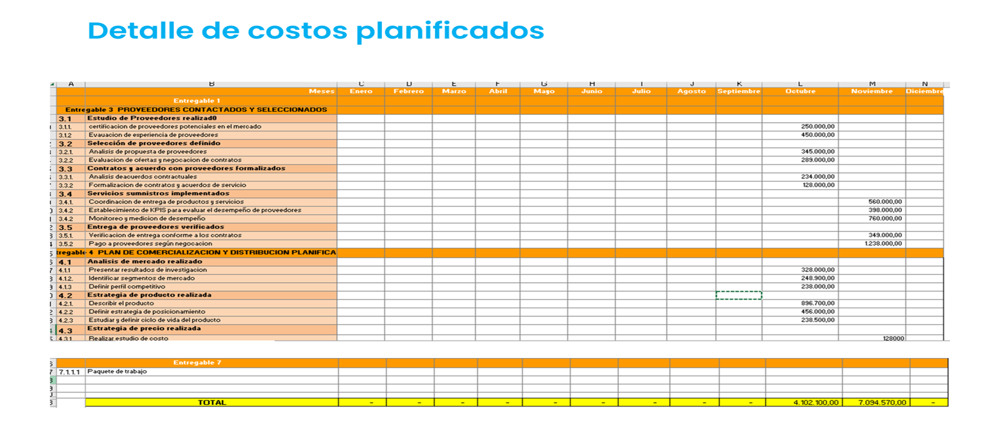 Detalle de costos planificados
A B C D E F G H I J K L M N
Meses Enero Febrero Marzo Abril Mayo Junio Julio Agosto Septiembre Octubre Noviembre Diciembre
Entregable 1
Entregable 3 PROVEEDORES CONTACTADOS Y SELECCIONADOS
3.1 Estudio de Proveedores realizad0
3.1.1. certificacion de proveedores potenciales en el mercado 250.000,00
3.1.2 Evauacion de experiencia de proveedores 450.000,00
3.2 Selección de proveedores definido
3.2.1. Analisis de propuesta de proveedores 345.000,00
3.2.2 Evaluacion de ofertas y negocacion de contratos 289.000,00
3.3 Contratos y acuerdo con proveedores formalizados
3.3.1. Analisis deacuerdos contractuales 234.000,00
3.3.2 Formalizacion de contratos y acuerdos de servicio 128.000,00
3.4 Servicios sumnistros implementados
3.4.1. Coordinacion de entrega de productos y servicios 560.000,00
3.4.2 Establecimiento de KPIS para evaluar el desempeño de proveedores 398.000,00
3.4.2 Monitoreo y medicion de desempeño 760.000,00
3.5 Entrega de proveedores verificados
3.5.1. Verificacion de entrega conforme a los contratos 349.000,00
3.5.2 Pago a proveedores según negocacion 1.238.000,00
tregable 4 PLAN DE COMERCIALIZACION Y DISTRIBUCION PLANIFICA
4.1 Analisis de mercado realizado
4.1.1 Presentar resultados de investigacion 328.000,00
4.1.2. Identificar segmentos de mercado 248.900,00
4.1.3 Definir perfil competitivo 238.000,00
4.2 Estrategia de producto realizada
4.2.1. Describir el producto 896.700,00
4.2.2 Definir estrategia de posicionamiento 456.000,00
4.2.3 Estudiar y definir ciclo de vida del producto 238.500,00
4.3 Estrategia de precio realizada
4.3.1 Realizar estudio de costo 128000
Entregable 7
7.1.1.1 Paquete de trabajo
TOTAL - - - - - - - - - 4.102.100,00 7.094.570,00 -